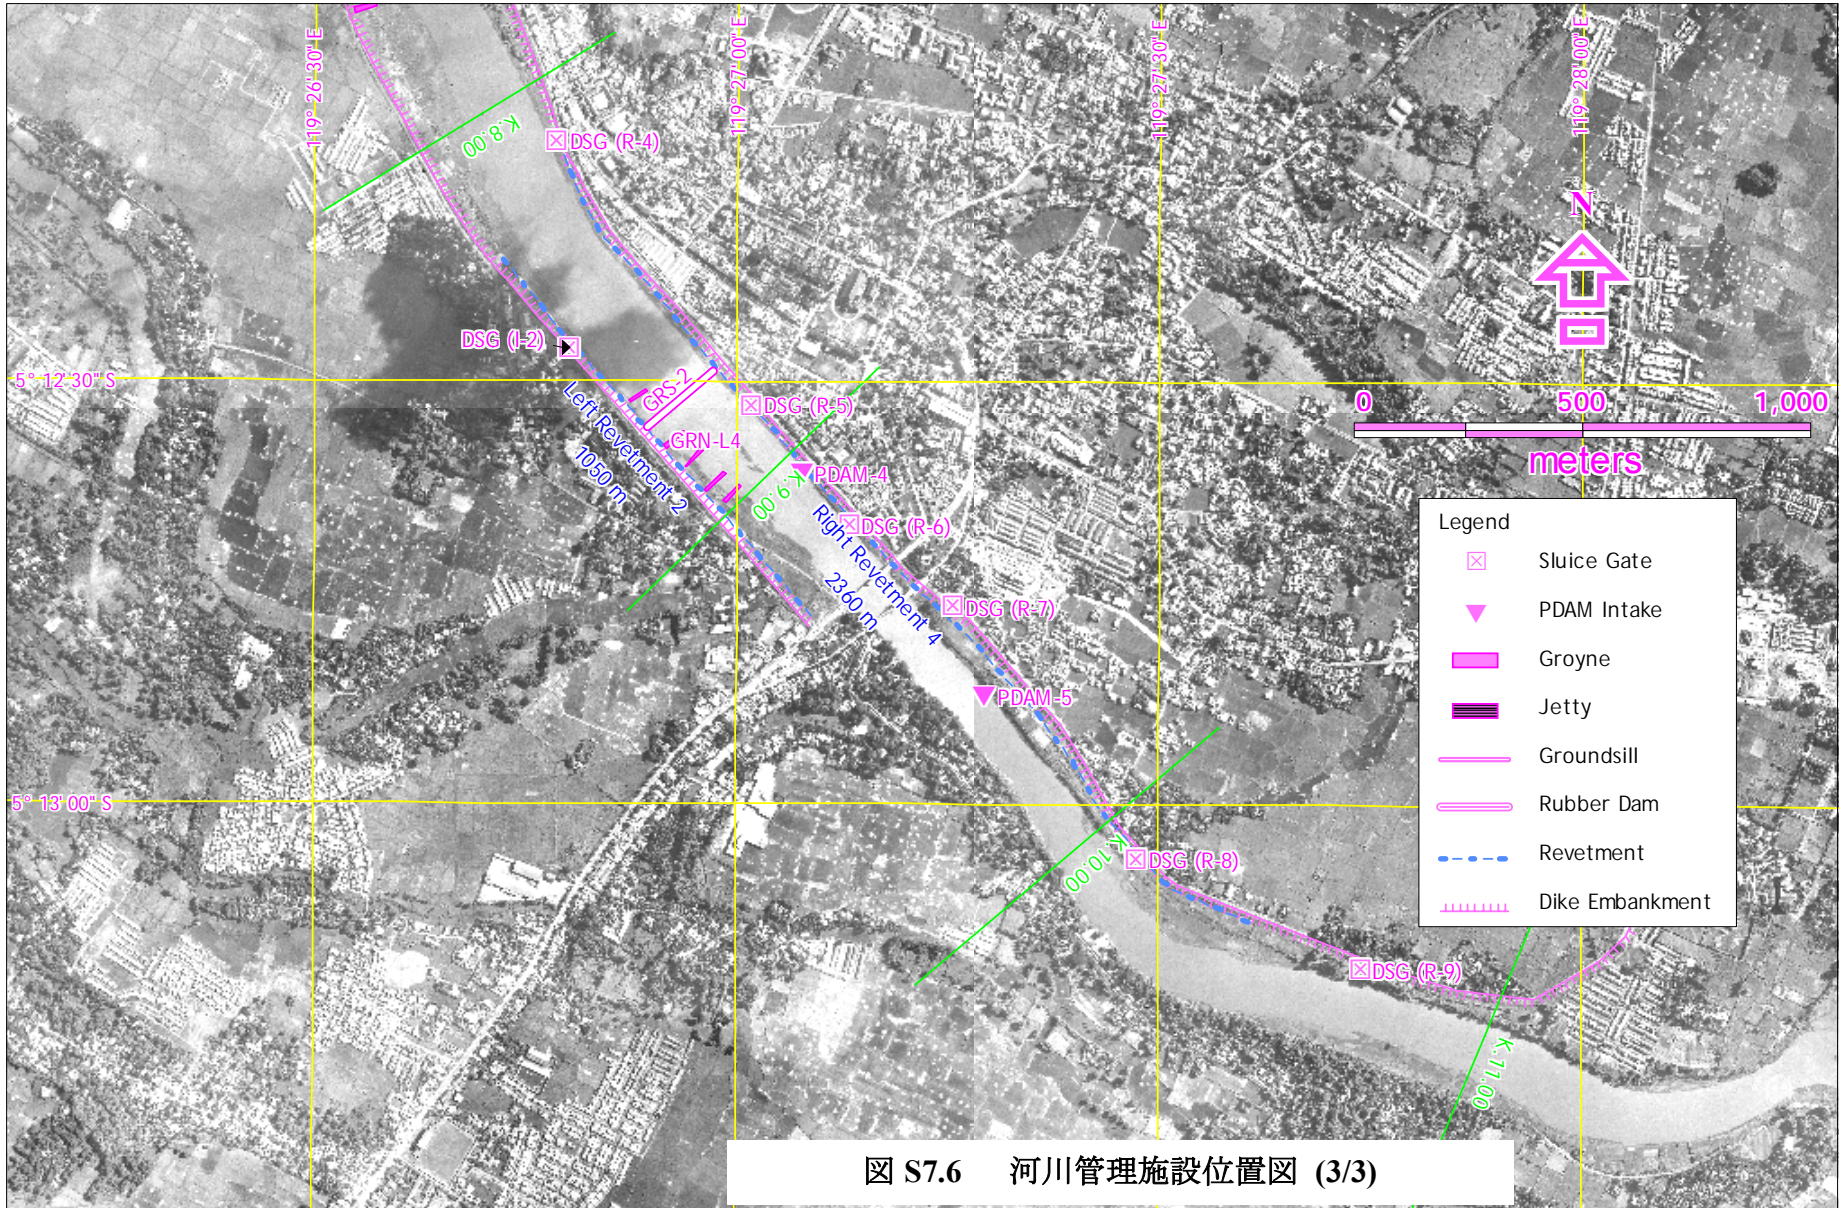 119° 26' 30" E
119° 27' 00" E
119° 27' 30" E
119° 28' 00" E
K.8.00
DSG (R-4)
N
DSG (I-2)
5° 12' 30" S
GRS-2
DSG (R-5)
0 500 1,000
meters
Left Revetment 2
1050 m
GRN-L4
PDAM-4
K.9.00
DSG (R-6)
Right Revetment 4
2360 m
DSG (R-7)
PDAM-5
5° 13' 00" S
DSG (R-8)
K.10.00
DSG (R-9)
K.11.00
Legend
Sluice Gate
PDAM Intake
Groyne
Jetty
Groundsill
Rubber Dam
Revetment
Dike Embankment
図 S7.6 河川管理施設位置図 (3/3)